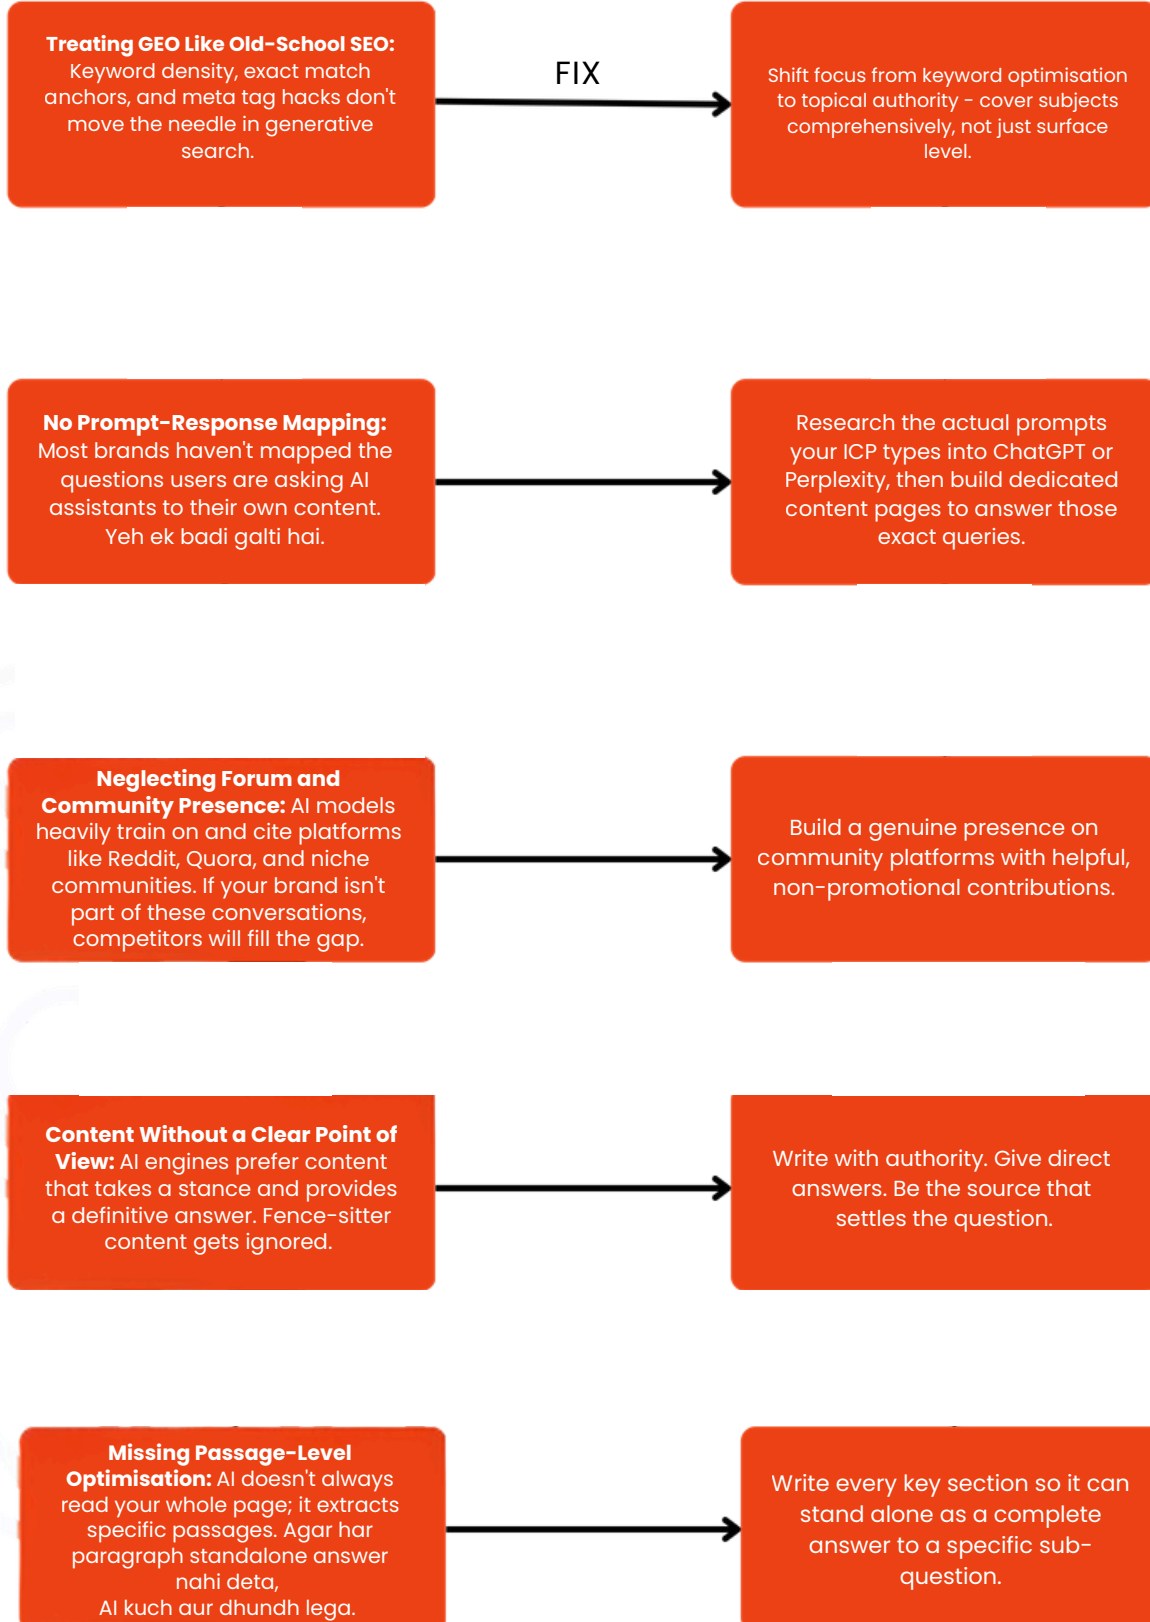 Treating GEO Like Old-School SEO:
Keyword density, exact match
anchors, and meta tag hacks don't
move the needle in generative
search.
FIX
Shift focus from keyword optimisation
to topical authority - cover subjects
comprehensively, not just surface
level.
No Prompt-Response Mapping:
Most brands haven't mapped the
questions users are asking AI
assistants to their own content.
Yeh ek badi galti hai.
Research the actual prompts
your ICP types into ChatGPT or
Perplexity, then build dedicated
content pages to answer those
exact queries.
Neglecting Forum and
Community Presence: AI models
heavily train on and cite platforms
like Reddit, Quora, and niche
communities. If your brand isn't
part of these conversations,
competitors will fill the gap.
Build a genuine presence on
community platforms with helpful,
non-promotional contributions.
Content Without a Clear Point of
View: AI engines prefer content
that takes a stance and provides
a definitive answer. Fence-sitter
content gets ignored.
Write with authority. Give direct
answers. Be the source that
settles the question.
Missing Passage-Level
Optimisation: AI doesn't always
read your whole page; it extracts
specific passages. Agar har
paragraph standalone answer
nahi deta,
AI kuch aur dhundh lega.
Write every key section so it can
stand alone as a complete
answer to a specific sub-
question.